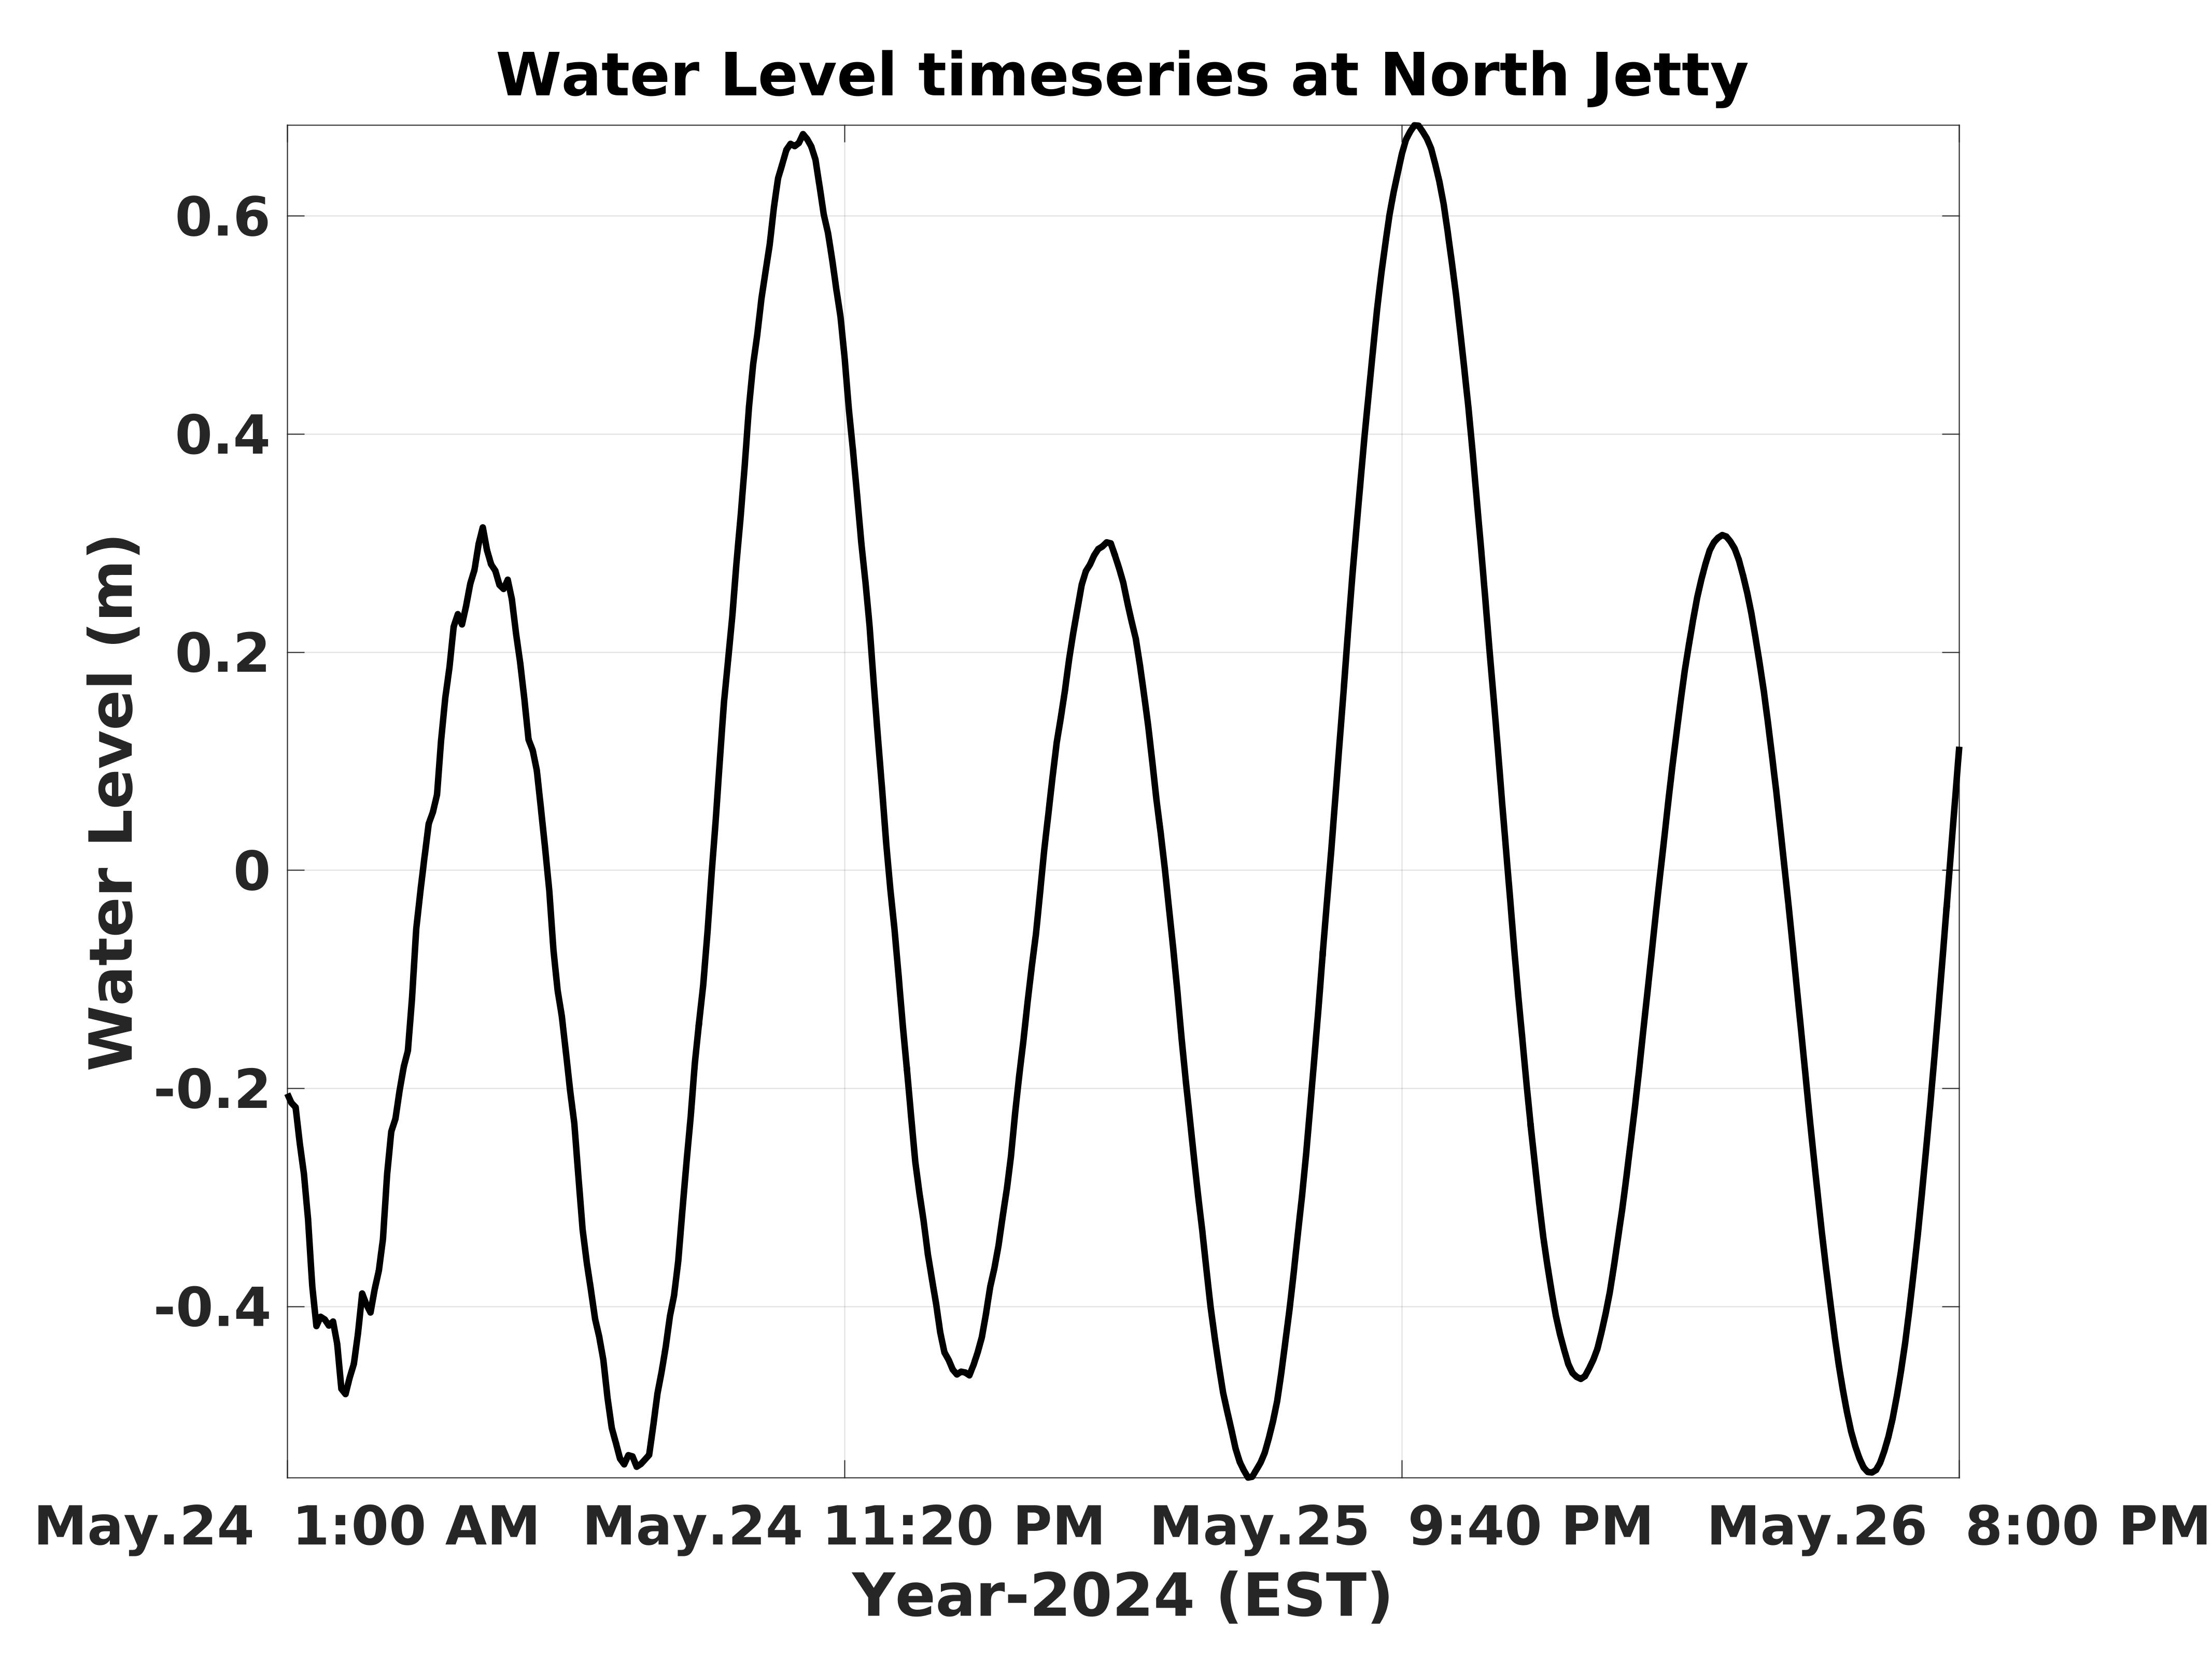 Water Level timeseries at North Jetty
Water Level (m)
0.6
0.4
0.2
0
-0.2
-0.4
May.24 1:00 AM May.24 11:20 PM May.25 9:40 PM May.26 8:00 PM
Year-2024 (EST)